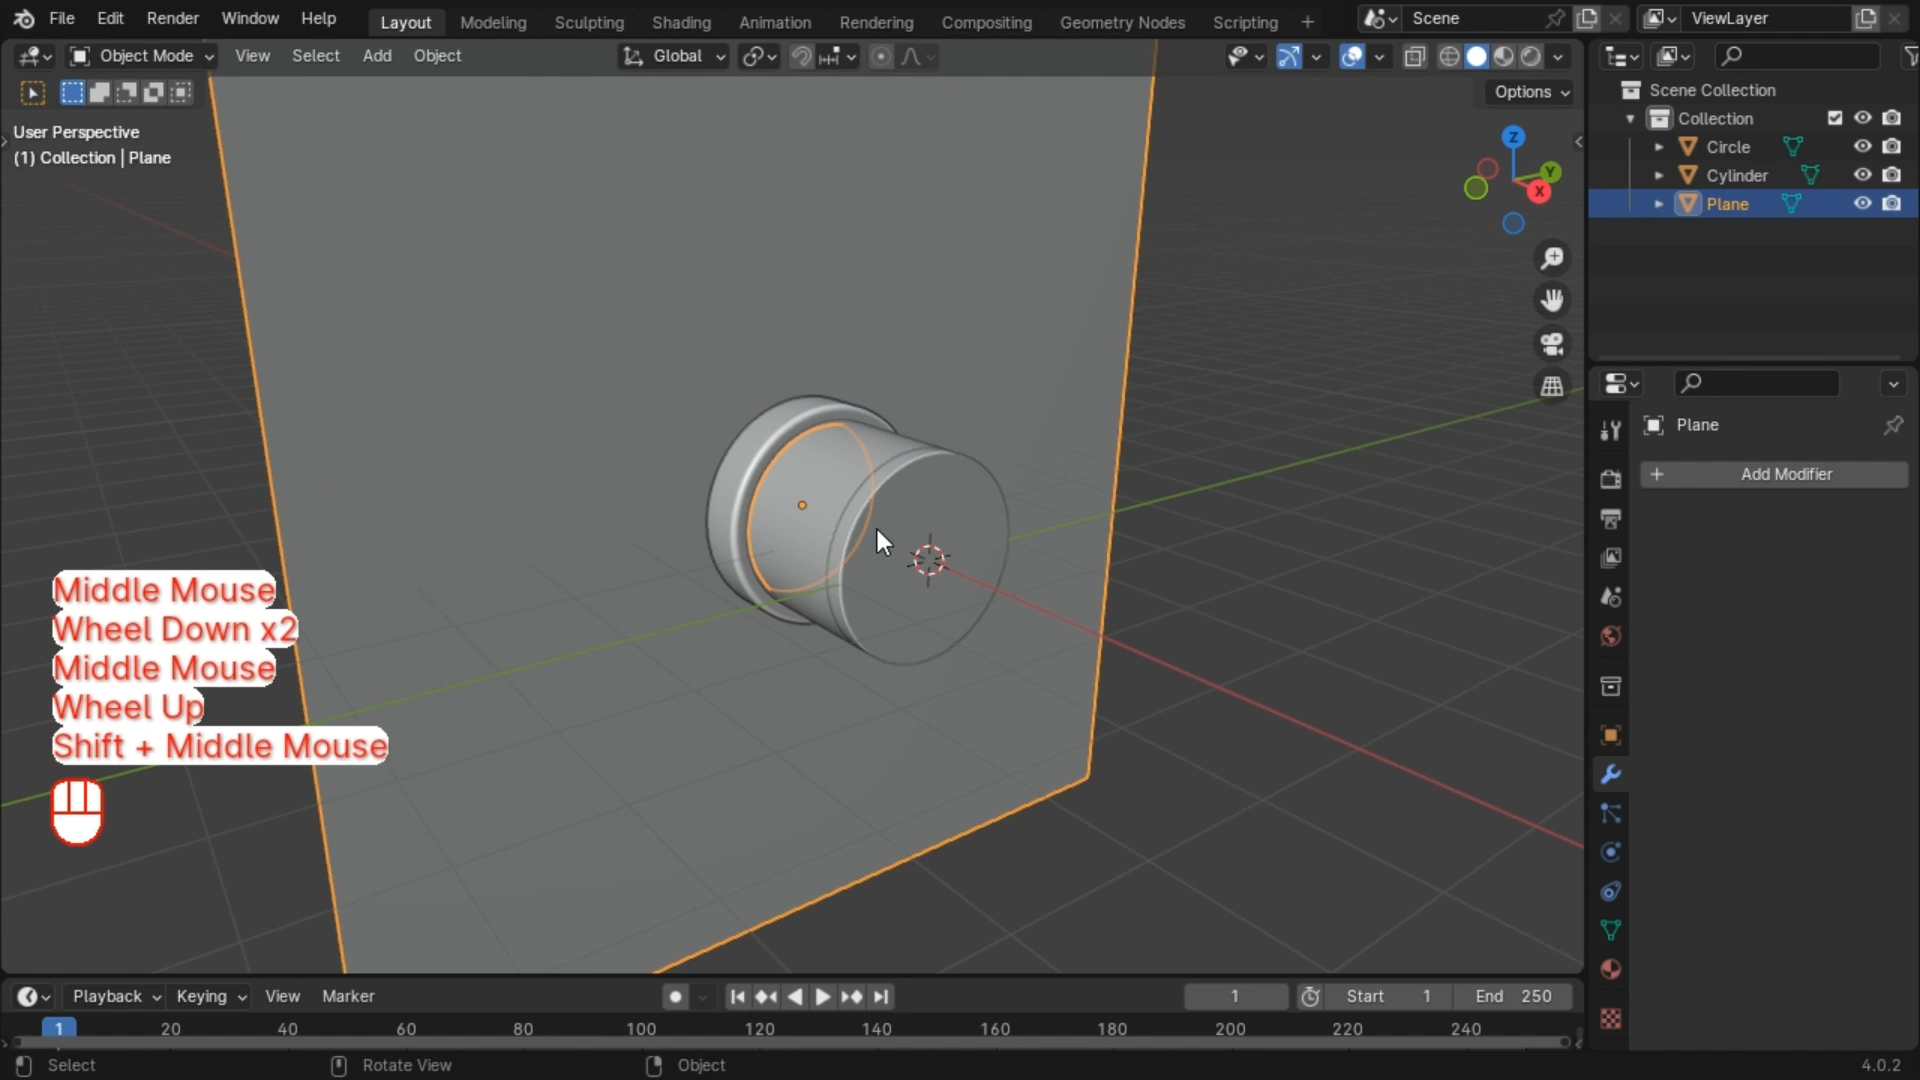 File Edit Render Window Help Layout Modeling Sculpting Shading Animation Rendering Compositing Geometry Nodes Scripting + Scene ViewLayer
Object Mode View Select Add Object Global
Options
User Perspective
(1) Collection | Plane
Z
Y
X
Scene Collection
Collection
Circle
Cylinder
Plane
Plane
+ Add Modifier
Middle Mouse
Wheel Down x2
Middle Mouse
Wheel Up
Shift + Middle Mouse
Playback Keying View Marker 1 Start 1 End 250
1 20 40 60 80 100 120 140 160 180 200 220 240
Select Rotate View Object 4.0.2